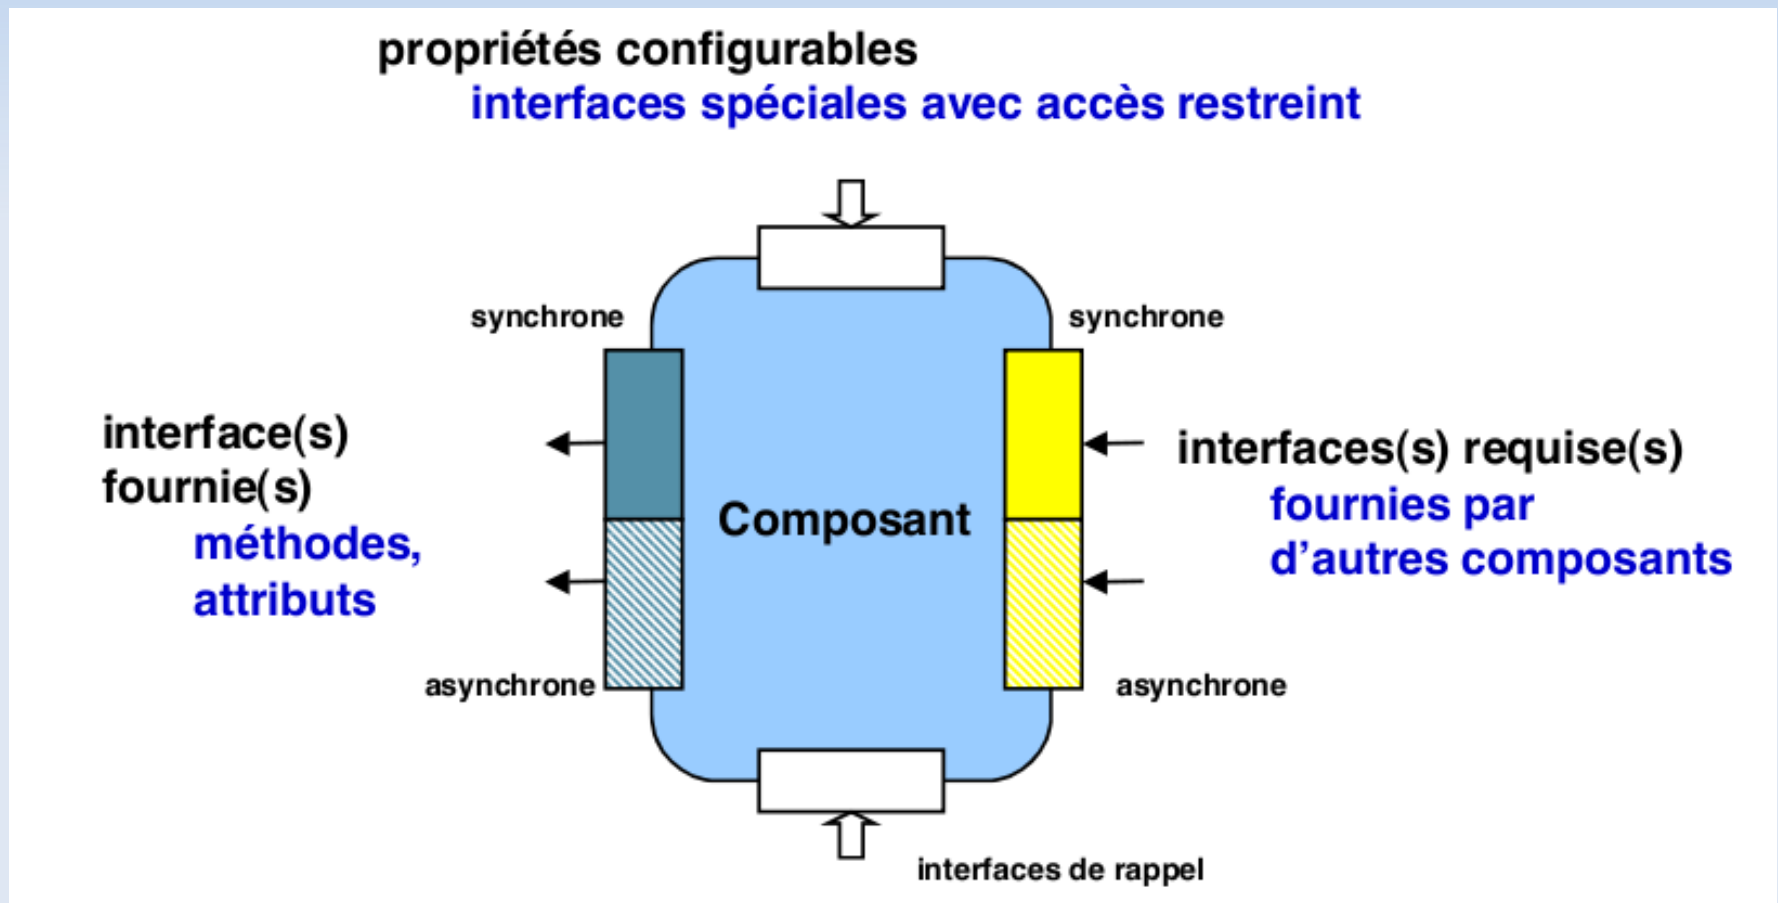 propriétés configurables
interfaces spéciales avec accès restreint
synchrone
synchrone
interface(s)
fournie(s)
méthodes,
attributs
Composant
interfaces(s) requise(s)
fournies par
d'autres composants
asynchrone
asynchrone
interfaces de rappel